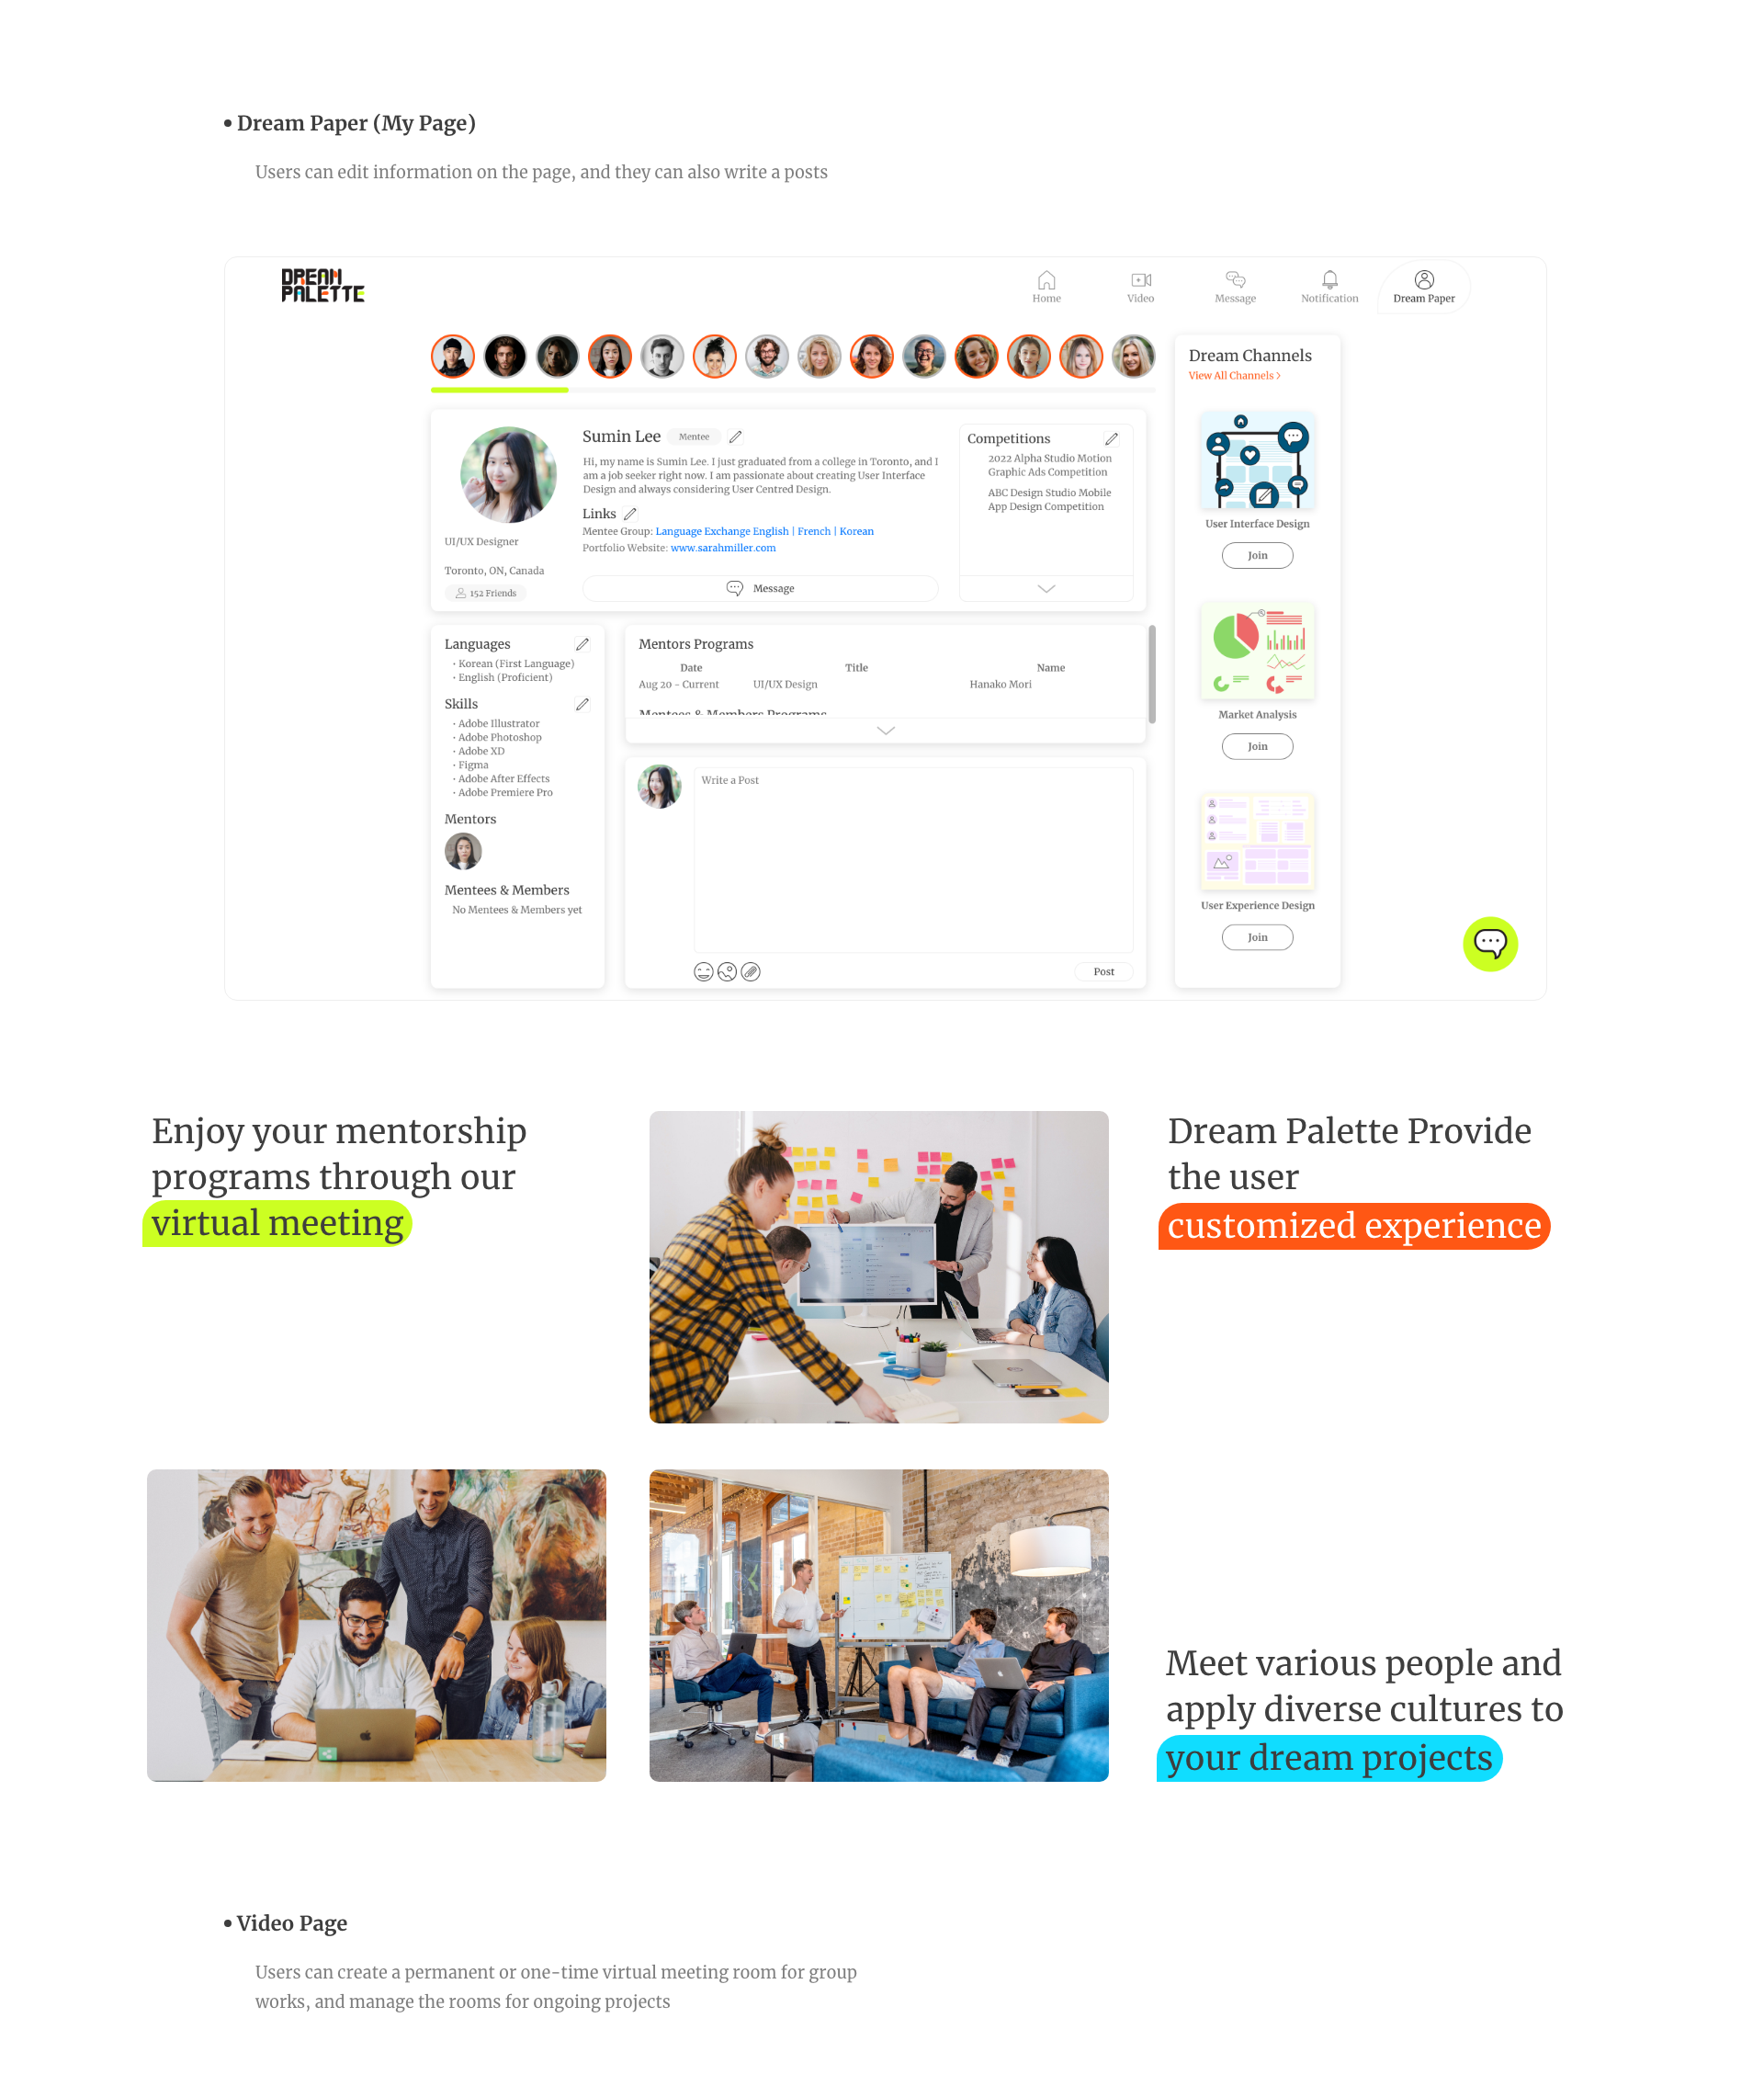 • Dream Paper (My Page)
Users can edit information on the page, and they can also write a posts
DREAM
PALETTE
Home
Video
Message
Notification
Dream Paper
Sumin Lee
Mentee
Hi, my name is Sumin Lee. I just graduated from a college in Toronto, and I
am a job seeker right now. I am passionate about creating User Interface
Design and always considering User Centred Design.
Links
Mentee Group: Language Exchange English | French | Korean
Portfolio Website: www.sarahmiller.com
Message
UI/UX Designer
Toronto, ON, Canada
152 Friends
Competitions
2022 Alpha Studio Motion
Graphic Ads Competition
ABC Design Studio Mobile
App Design Competition
Languages
· Korean (First Language)
· English (Proficient)
Skills
· Adobe Illustrator
· Adobe Photoshop
· Adobe XD
· Figma
· Adobe After Effects
· Adobe Premiere Pro
Mentors
Mentees & Members
No Mentees & Members yet
Mentors Programs
Date Title Name
Aug 20 - Current UI/UX Design Hanako Mori
Mentees & Members Programs
Write a Post
Post
Dream Channels
View All Channels >
User Interface Design
Join
Market Analysis
Join
User Experience Design
Join
Enjoy your mentorship
programs through our
virtual meeting
Dream Palette Provide
the user
customized experience
Meet various people and
apply diverse cultures to
your dream projects
• Video Page
Users can create a permanent or one-time virtual meeting room for group
works, and manage the rooms for ongoing projects